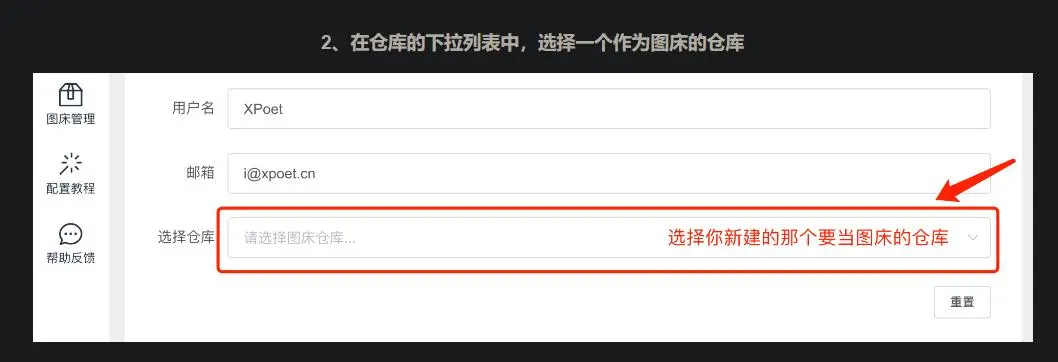 2、在仓库的下拉列表中，选择一个作为图床的仓库
图床管理
用户名
XPoet
配置教程
邮箱
i@xpoet.cn
帮助反馈
选择仓库
请选择图床仓库...
选择你新建的那个要当图床的仓库
重置